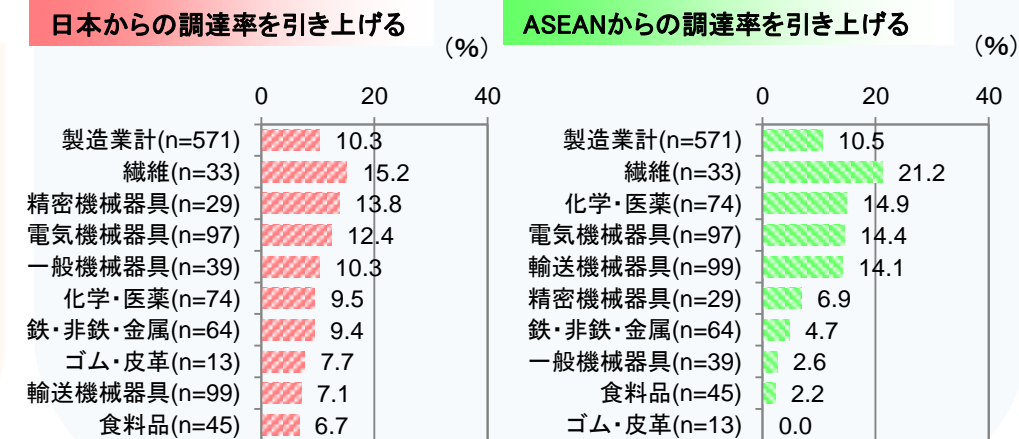 日本からの調達率を引き上げる
(%)
0 20 40
製造業計(n=571) 10.3
繊維(n=33) 15.2
精密機械器具(n=29) 13.8
電気機械器具(n=97) 12.4
一般機械器具(n=39) 10.3
化学・医薬(n=74) 9.5
鉄・非鉄・金属(n=64) 9.4
ゴム・皮革(n=13) 7.7
輸送機械器具(n=99) 7.1
食料品(n=45) 6.7
ASEANからの調達率を引き上げる
(%)
0 20 40
製造業計(n=571) 10.5
繊維(n=33) 21.2
化学・医薬(n=74) 14.9
電気機械器具(n=97) 14.4
輸送機械器具(n=99) 14.1
精密機械器具(n=29) 6.9
鉄・非鉄・金属(n=64) 4.7
一般機械器具(n=39) 2.6
食料品(n=45) 2.2
ゴム・皮革(n=13) 0.0